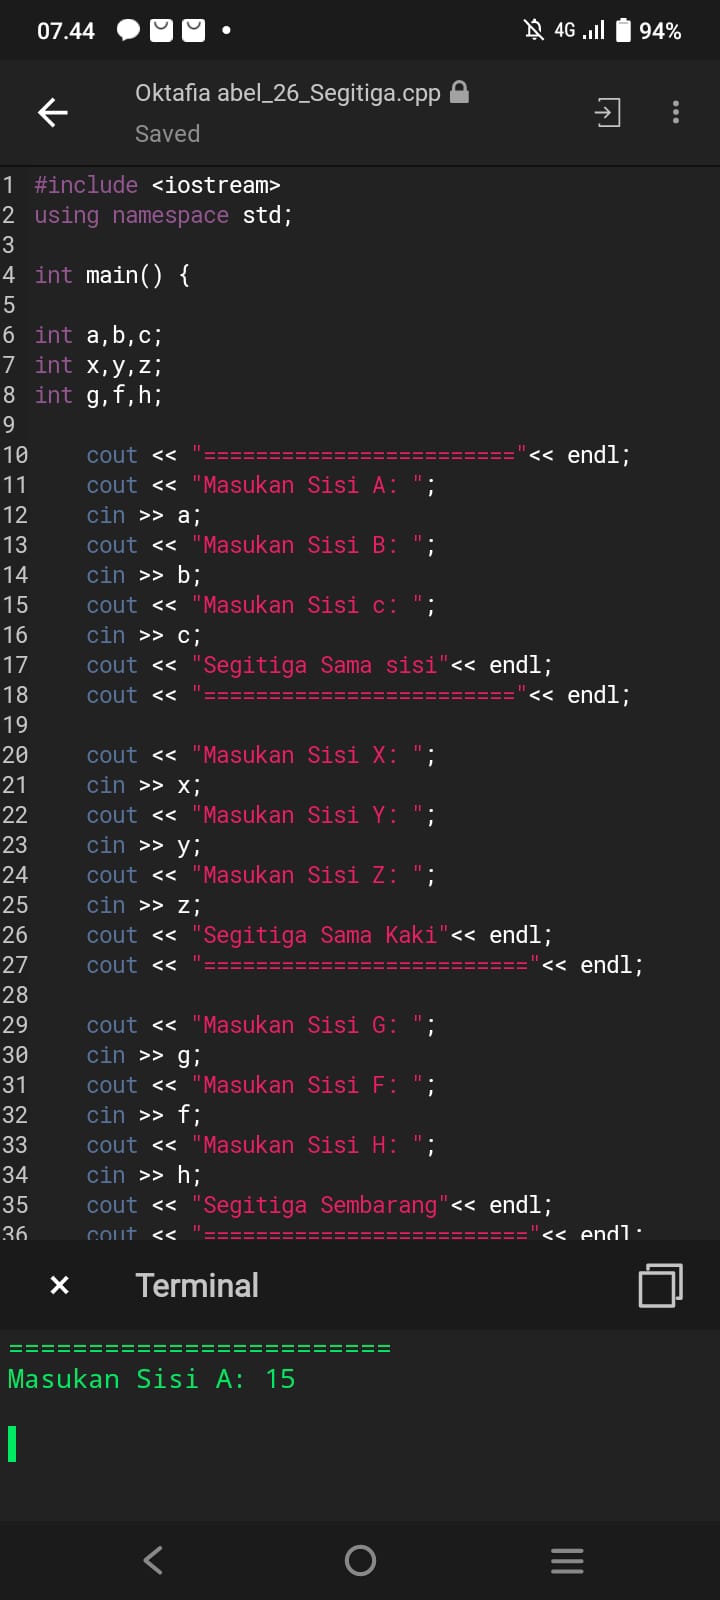 07.44 4G 94%
Oktafia abel_26_Segitiga.cpp
Saved
1 #include <iostream>
2 using namespace std;
3
4 int main() {
5
6 int a,b,c;
7 int x,y,z;
8 int g,f,h;
9
10 cout << "========================"<< endl;
11 cout << "Masukan Sisi A: ";
12 cin >> a;
13 cout << "Masukan Sisi B: ";
14 cin >> b;
15 cout << "Masukan Sisi c: ";
16 cin >> c;
17 cout << "Segitiga Sama sisi"<< endl;
18 cout << "========================"<< endl;
19
20 cout << "Masukan Sisi X: ";
21 cin >> x;
22 cout << "Masukan Sisi Y: ";
23 cin >> y;
24 cout << "Masukan Sisi Z: ";
25 cin >> z;
26 cout << "Segitiga Sama Kaki"<< endl;
27 cout << "========================="<< endl;
28
29 cout << "Masukan Sisi G: ";
30 cin >> g;
31 cout << "Masukan Sisi F: ";
32 cin >> f;
33 cout << "Masukan Sisi H: ";
34 cin >> h;
35 cout << "Segitiga Sembarang"<< endl;
36 cout << "========================="<< endl;
Terminal
========================
Masukan Sisi A: 15